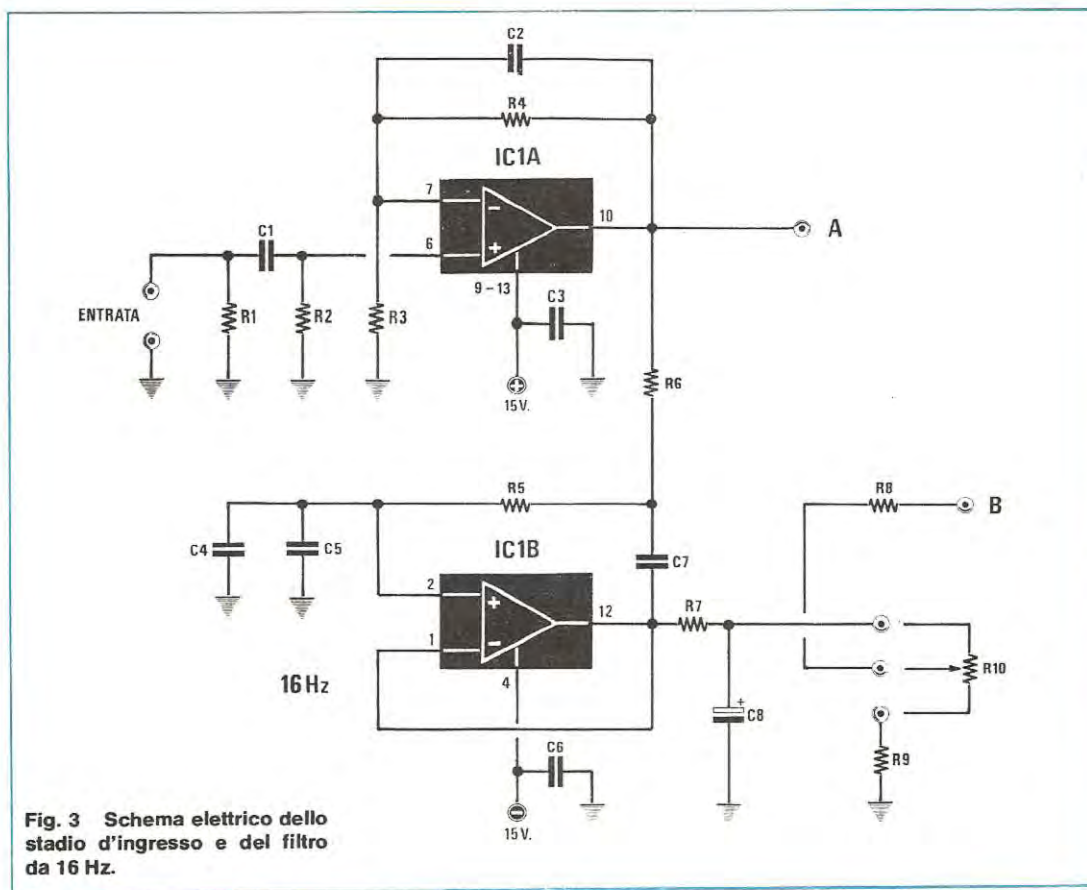 C2
R4
IC1A
7
10
A
C1
6
9-13
C3
ENTRATA
R1
R2
R3
15V.
R6
R5
R8
B
C4
C5
IC1B
C7
2
12
R7
1
16 Hz
4
R10
C8
+
C6
R9
15V.
Fig. 3 Schema elettrico dello
stadio d'ingresso e del filtro
da 16 Hz.